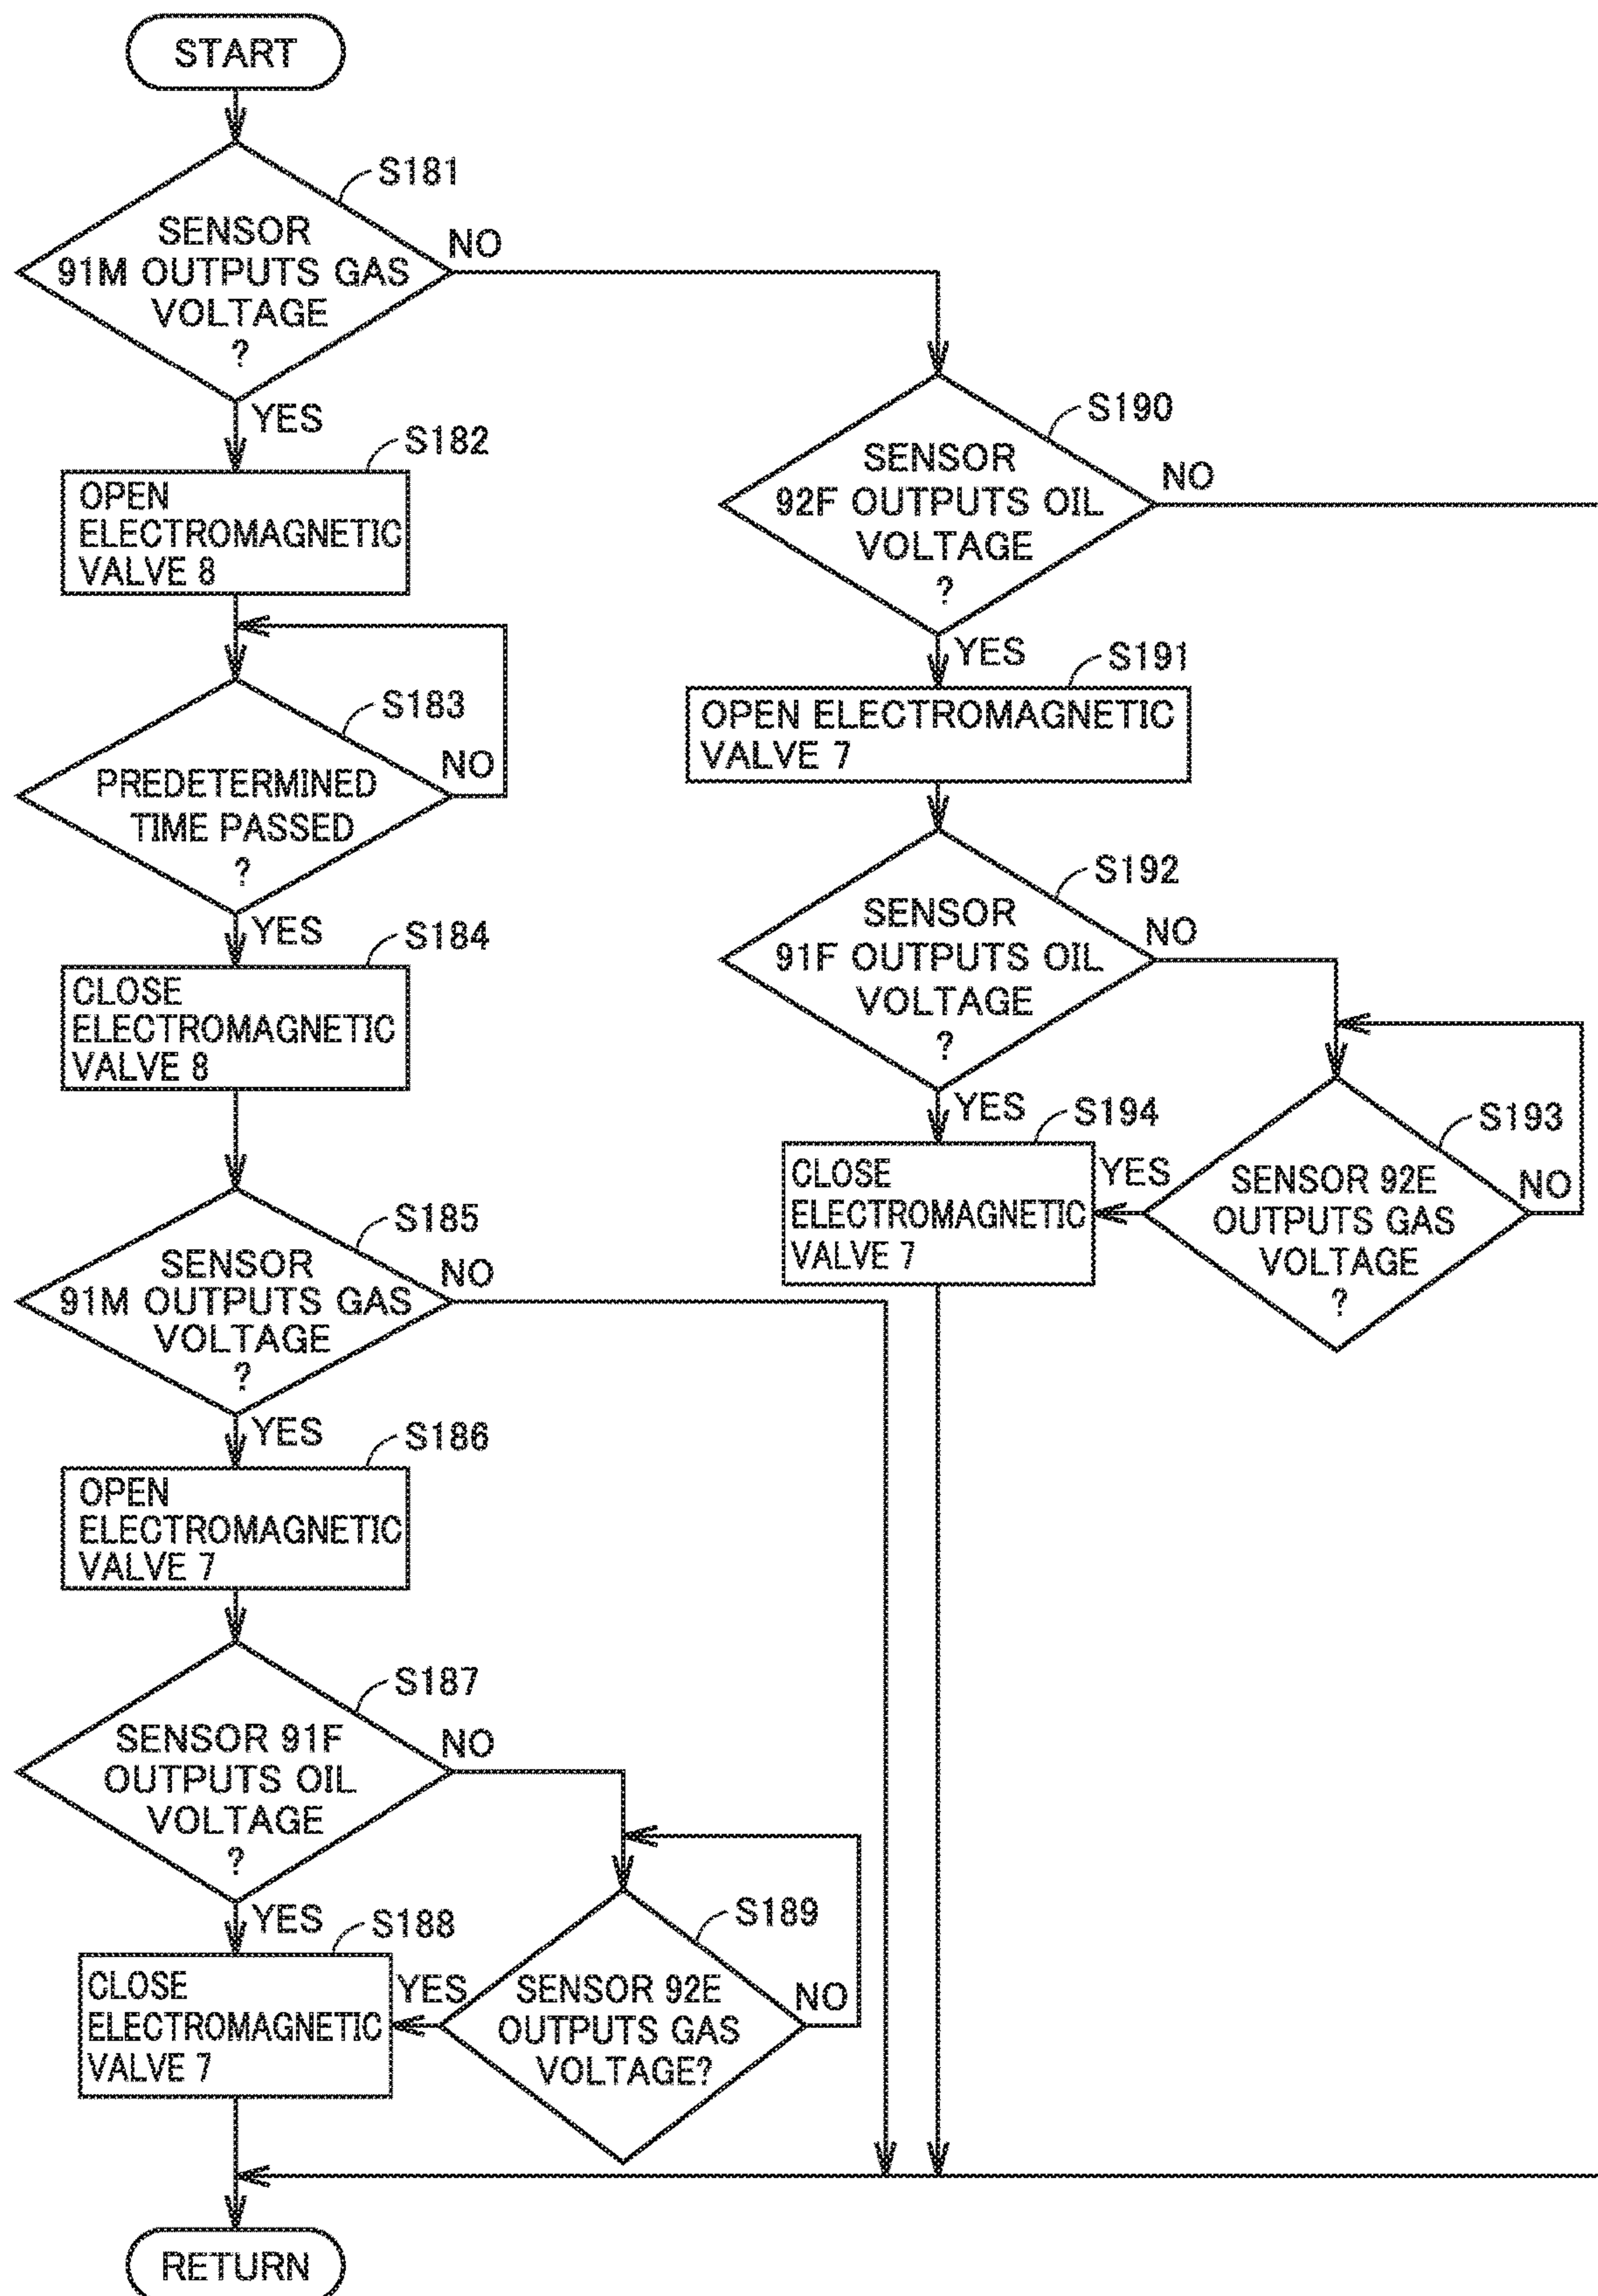 START
S181
SENSOR
91M OUTPUTS GAS
VOLTAGE
?
NO
YES
S182
OPEN
ELECTROMAGNETIC
VALVE 8
S183
PREDETERMINED
TIME PASSED
?
NO
YES
S184
CLOSE
ELECTROMAGNETIC
VALVE 8
S185
SENSOR
91M OUTPUTS GAS
VOLTAGE
?
NO
YES
S186
OPEN
ELECTROMAGNETIC
VALVE 7
S187
SENSOR 91F
OUTPUTS OIL
VOLTAGE
?
NO
YES
S188
CLOSE
ELECTROMAGNETIC
VALVE 7
S189
SENSOR 92E
OUTPUTS GAS
VOLTAGE?
YES
NO
S190
SENSOR
92F OUTPUTS OIL
VOLTAGE
?
NO
YES
S191
OPEN ELECTROMAGNETIC
VALVE 7
S192
SENSOR
91F OUTPUTS OIL
VOLTAGE
?
NO
YES
S194
CLOSE
ELECTROMAGNETIC
VALVE 7
S193
SENSOR 92E
OUTPUTS GAS
VOLTAGE
?
YES
NO
RETURN